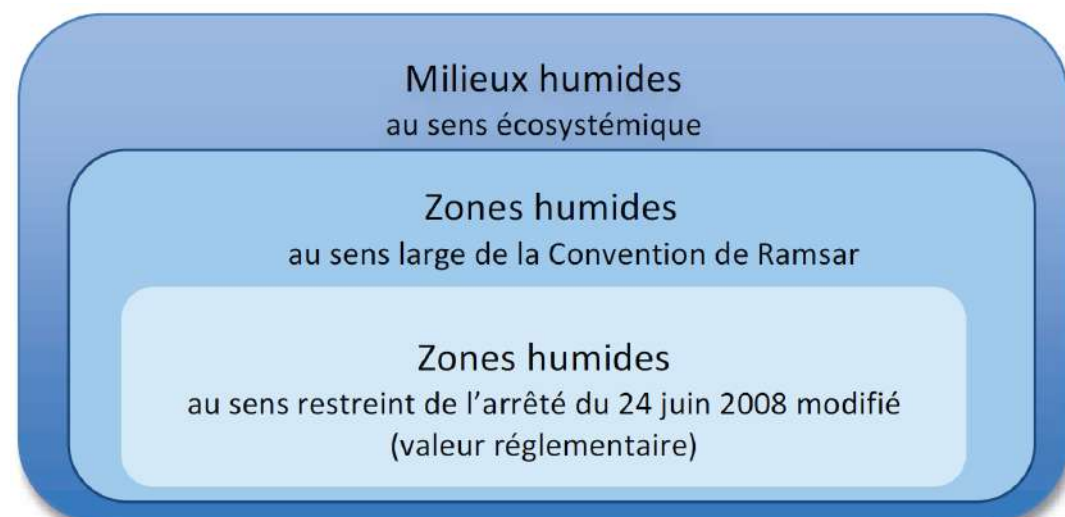 Milieux humides
au sens écosystémique
Zones humides
au sens large de la Convention de Ramsar
Zones humides
au sens restreint de l’arrêté du 24 juin 2008 modifié
(valeur réglementaire)